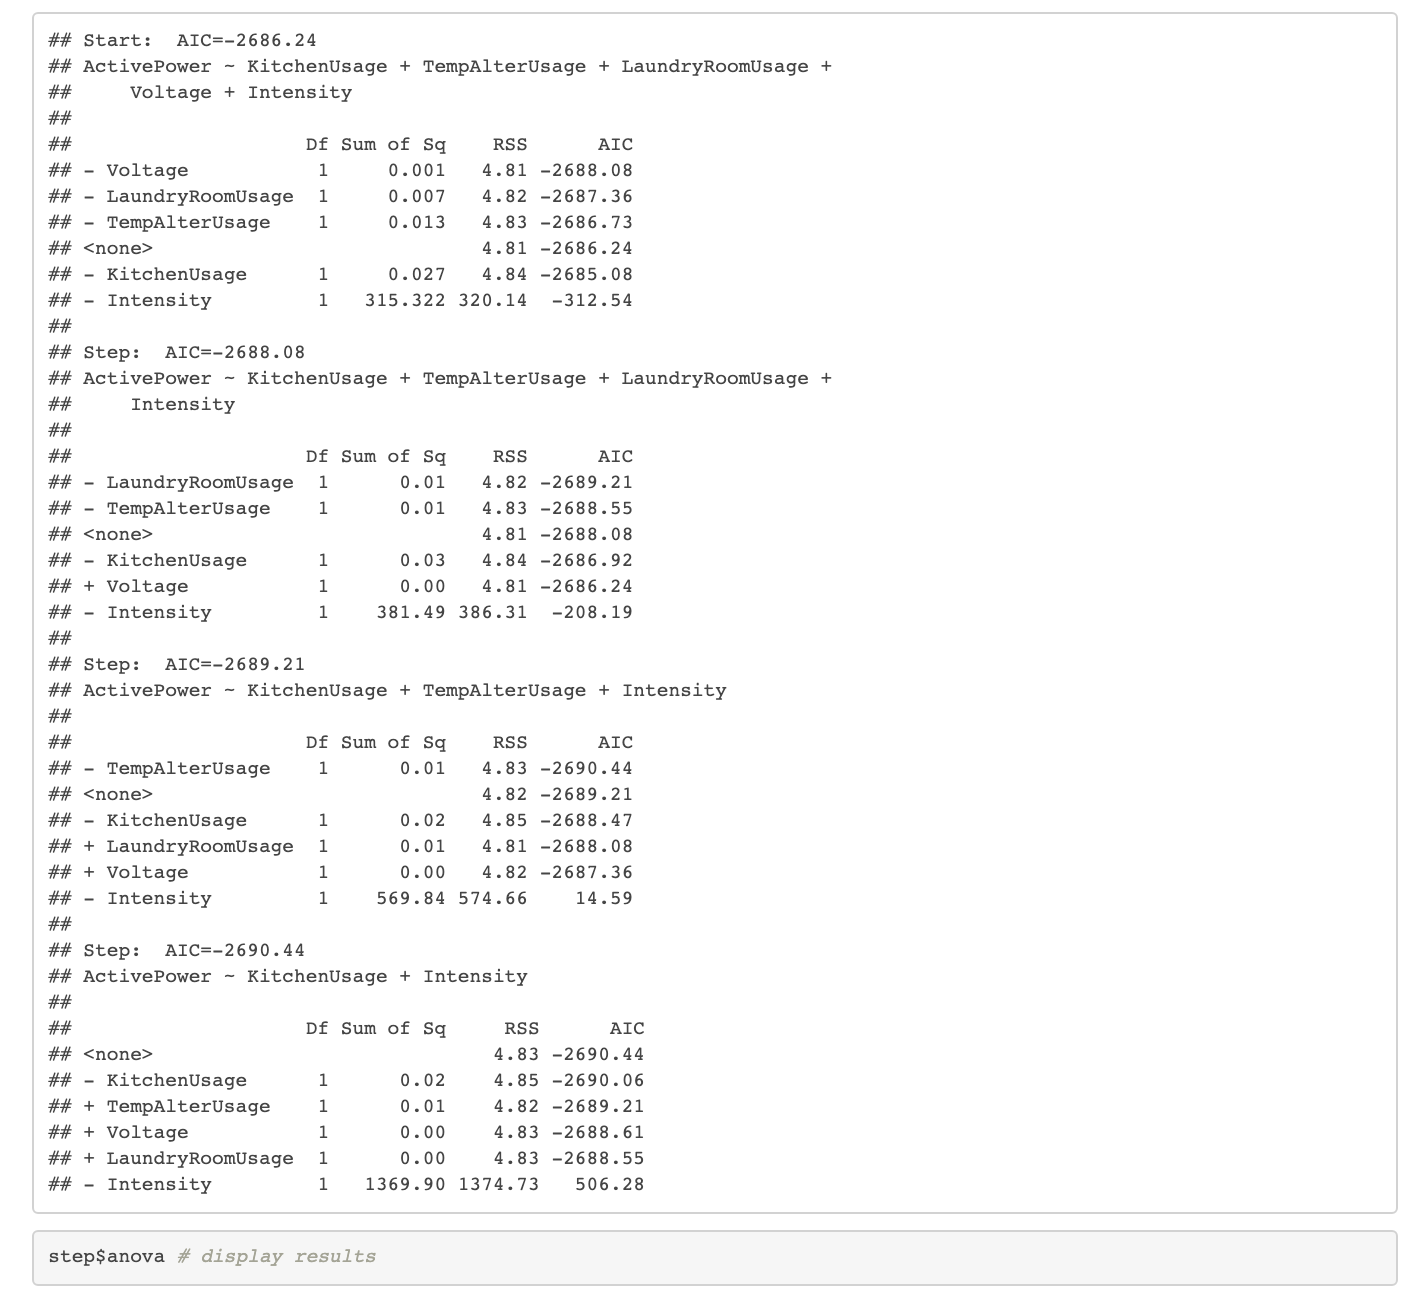 ## Start:  AIC=-2686.24
## ActivePower ~ KitchenUsage + TempAlterUsage + LaundryRoomUsage +
##     Voltage + Intensity
##
##                    Df Sum of Sq    RSS      AIC
## - Voltage           1     0.001   4.81 -2688.08
## - LaundryRoomUsage  1     0.007   4.82 -2687.36
## - TempAlterUsage    1     0.013   4.83 -2686.73
## <none>                            4.81 -2686.24
## - KitchenUsage      1     0.027   4.84 -2685.08
## - Intensity         1   315.322 320.14  -312.54
##
## Step:  AIC=-2688.08
## ActivePower ~ KitchenUsage + TempAlterUsage + LaundryRoomUsage +
##     Intensity
##
##                    Df Sum of Sq    RSS      AIC
## - LaundryRoomUsage  1      0.01   4.82 -2689.21
## - TempAlterUsage    1      0.01   4.83 -2688.55
## <none>                            4.81 -2688.08
## - KitchenUsage      1      0.03   4.84 -2686.92
## + Voltage           1      0.00   4.81 -2686.24
## - Intensity         1    381.49 386.31  -208.19
##
## Step:  AIC=-2689.21
## ActivePower ~ KitchenUsage + TempAlterUsage + Intensity
##
##                    Df Sum of Sq    RSS      AIC
## - TempAlterUsage    1      0.01   4.83 -2690.44
## <none>                            4.82 -2689.21
## - KitchenUsage      1      0.02   4.85 -2688.47
## + LaundryRoomUsage  1      0.01   4.81 -2688.08
## + Voltage           1      0.00   4.82 -2687.36
## - Intensity         1    569.84 574.66    14.59
##
## Step:  AIC=-2690.44
## ActivePower ~ KitchenUsage + Intensity
##
##                    Df Sum of Sq     RSS      AIC
## <none>                             4.83 -2690.44
## - KitchenUsage      1      0.02    4.85 -2690.06
## + TempAlterUsage    1      0.01    4.82 -2689.21
## + Voltage           1      0.00    4.83 -2688.61
## + LaundryRoomUsage  1      0.00    4.83 -2688.55
## - Intensity         1   1369.90 1374.73   506.28
step$anova # display results